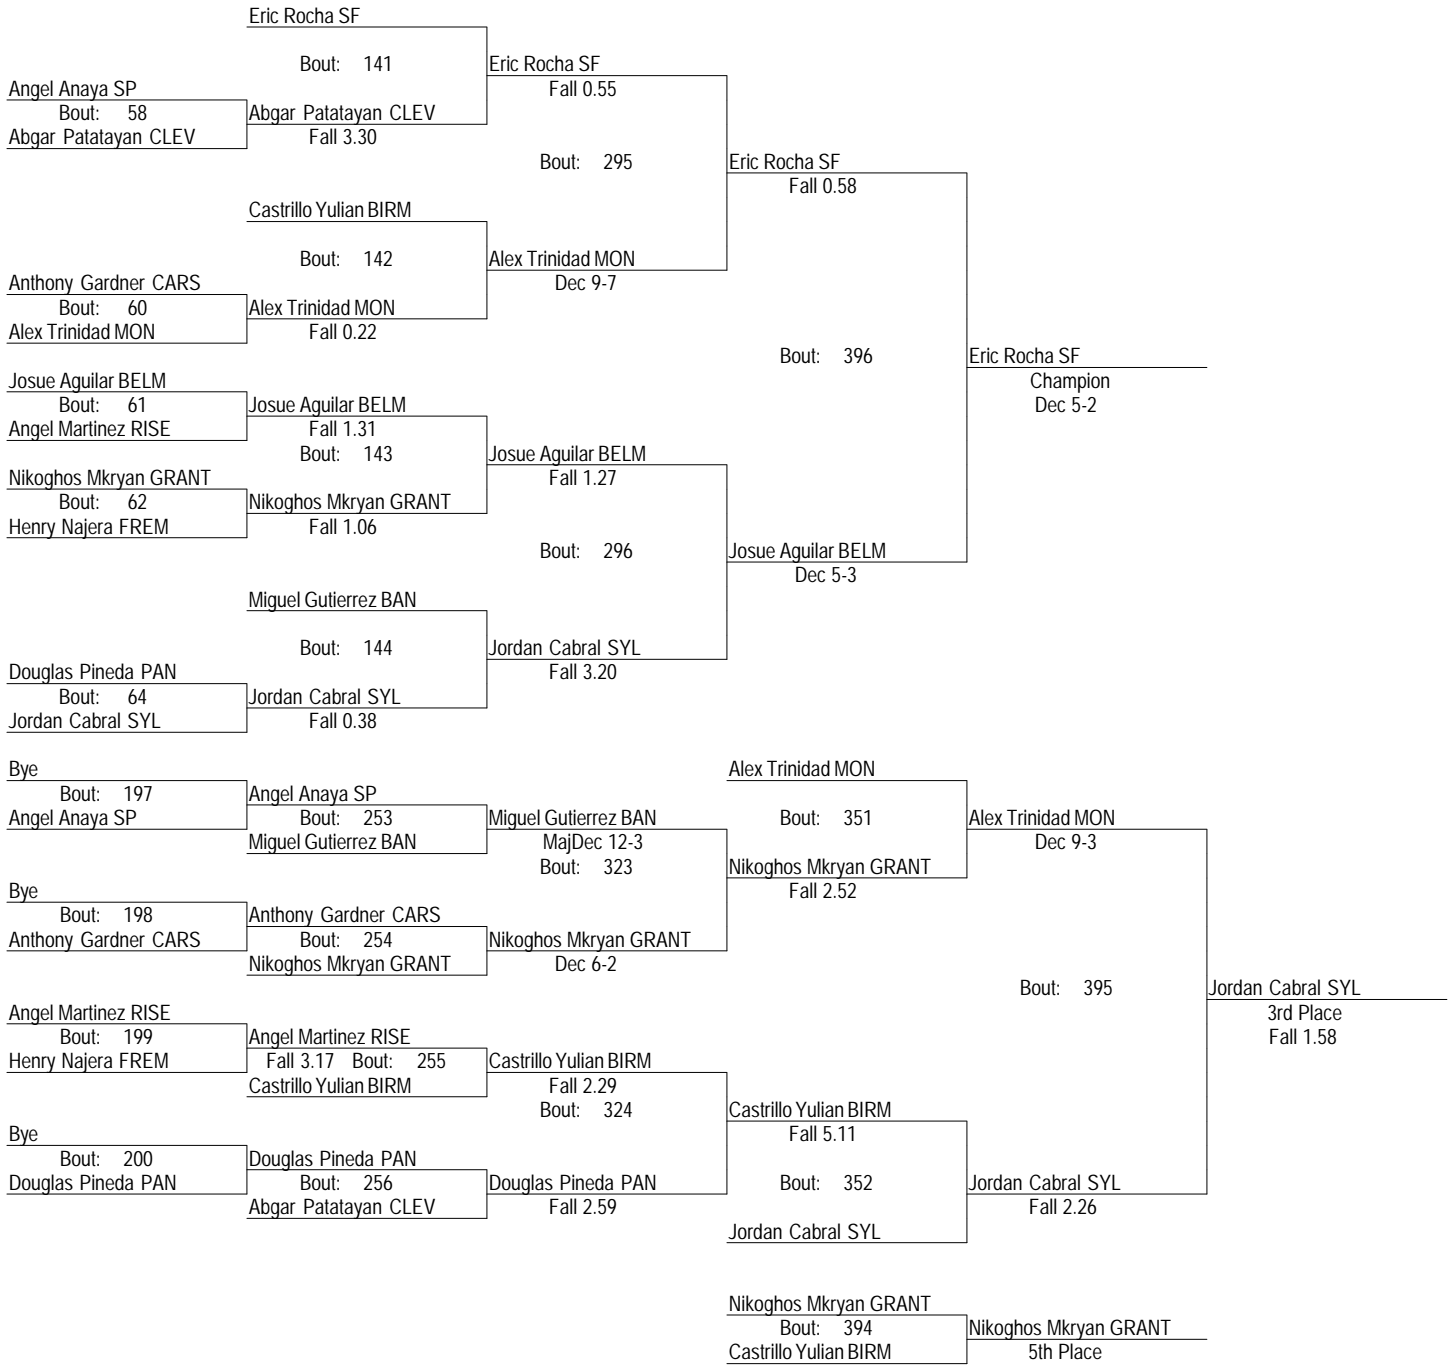 Eric Rocha SF
Bout: 141
Eric Rocha SF
Angel Anaya SP
Fall 0.55
Bout: 58
Abgar Patatayan CLEV
Abgar Patatayan CLEV
Fall 3.30
Bout: 295
Eric Rocha SF
Fall 0.58
Castrillo Yulian BIRM
Bout: 142
Alex Trinidad MON
Anthony Gardner CARS
Dec 9-7
Bout: 60
Alex Trinidad MON
Alex Trinidad MON
Fall 0.22
Bout: 396
Eric Rocha SF
Josue Aguilar BELM
Champion
Bout: 61
Josue Aguilar BELM
Dec 5-2
Angel Martinez RISE
Fall 1.31
Bout: 143
Josue Aguilar BELM
Nikoghos Mkryan GRANT
Fall 1.27
Bout: 62
Nikoghos Mkryan GRANT
Henry Najera FREM
Fall 1.06
Bout: 296
Josue Aguilar BELM
Dec 5-3
Miguel Gutierrez BAN
Bout: 144
Jordan Cabral SYL
Douglas Pineda PAN
Fall 3.20
Bout: 64
Jordan Cabral SYL
Jordan Cabral SYL
Fall 0.38
Bye
Alex Trinidad MON
Bout: 197
Angel Anaya SP
Angel Anaya SP
Bout: 253
Miguel Gutierrez BAN
Bout: 351
Alex Trinidad MON
Miguel Gutierrez BAN
MajDec 12-3
Dec 9-3
Bout: 323
Nikoghos Mkryan GRANT
Bye
Fall 2.52
Bout: 198
Anthony Gardner CARS
Anthony Gardner CARS
Bout: 254
Nikoghos Mkryan GRANT
Nikoghos Mkryan GRANT
Dec 6-2
Bout: 395
Jordan Cabral SYL
Angel Martinez RISE
3rd Place
Bout: 199
Angel Martinez RISE
Fall 1.58
Henry Najera FREM
Fall 3.17 Bout: 255
Castrillo Yulian BIRM
Castrillo Yulian BIRM
Fall 2.29
Bout: 324
Castrillo Yulian BIRM
Bye
Fall 5.11
Bout: 200
Douglas Pineda PAN
Douglas Pineda PAN
Bout: 256
Douglas Pineda PAN
Bout: 352
Jordan Cabral SYL
Abgar Patatayan CLEV
Fall 2.59
Fall 2.26
Jordan Cabral SYL
Nikoghos Mkryan GRANT
Bout: 394
Nikoghos Mkryan GRANT
Castrillo Yulian BIRM
5th Place